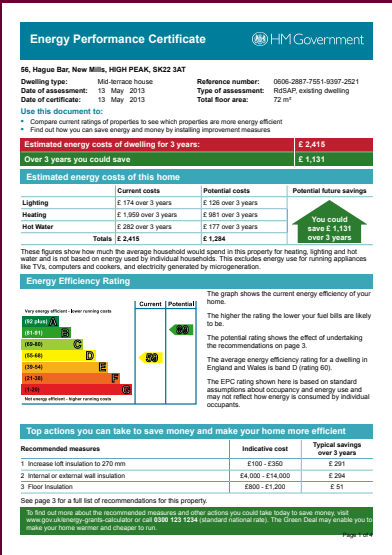 Energy Performance Certificate
HM Government
56, Hague Bar, New Mills, HIGH PEAK, SK22 3AT
Dwelling type: Mid-terrace house
Reference number: 0606-2887-7551-9397-2521
Date of assessment: 13 May 2013
Type of assessment: RdSAP, existing dwelling
Date of certificate: 13 May 2013
Total floor area: 72 m²
Use this document to:
• Compare current ratings of properties to see which properties are more energy efficient
• Find out how you can save energy and money by installing improvement measures
Estimated energy costs of dwelling for 3 years: £ 2,415
Over 3 years you could save £ 1,131
Estimated energy costs of this home
Current costs Potential costs Potential future savings
Lighting £ 174 over 3 years £ 126 over 3 years
Heating £ 1,959 over 3 years £ 981 over 3 years
Hot Water £ 282 over 3 years £ 177 over 3 years
Totals £ 2,415 £ 1,284
You could
save £ 1,131
over 3 years
These figures show how much the average household would spend in this property for heating, lighting and hot
water and is not based on energy used by individual households. This excludes energy use for running appliances
like TVs, computers and cookers, and electricity generated by microgeneration.
Energy Efficiency Rating
Current Potential
Very energy efficient - lower running costs
(92 plus) A
(81-91) B
(69-80) C
(55-68) D
(39-54) E
(21-38) F
(1-20) G
Not energy efficient - higher running costs
59
The graph shows the current energy efficiency of your
home.
The higher the rating the lower your fuel bills are likely
to be.
The potential rating shows the effect of undertaking
the recommendations on page 3.
The average energy efficiency rating for a dwelling in
England and Wales is band D (rating 60).
The EPC rating shown here is based on standard
assumptions about occupancy and energy use and
may not reflect how energy is consumed by individual
occupants.
Top actions you can take to save money and make your home more efficient
Recommended measures Indicative cost Typical savings
over 3 years
1 Increase loft insulation to 270 mm £100 - £350 £ 291
2 Internal or external wall insulation £4,000 - £14,000 £ 294
3 Floor Insulation £800 - £1,200 £ 51
See page 3 for a full list of recommendations for this property.
To find out more about the recommended measures and other actions you could take today to save money, visit
www.gov.uk/energy-grants-calculator or call 0300 123 1234 (standard national rate). The Green Deal may enable you to
make your home warmer and cheaper to run.
Page 1 of 4